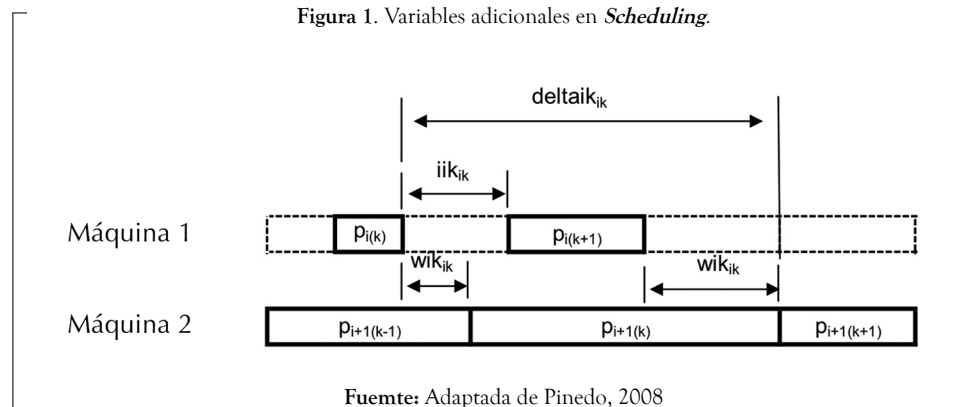 Figura 1. Variables adicionales en Scheduling.
deltaik_ik
iik_ik
Máquina 1
p_i(k)
p_i(k+1)
wik_ik
wik_ik
Máquina 2
p_i+1(k-1)
p_i+1(k)
p_i+1(k+1)
Fuemte: Adaptada de Pinedo, 2008